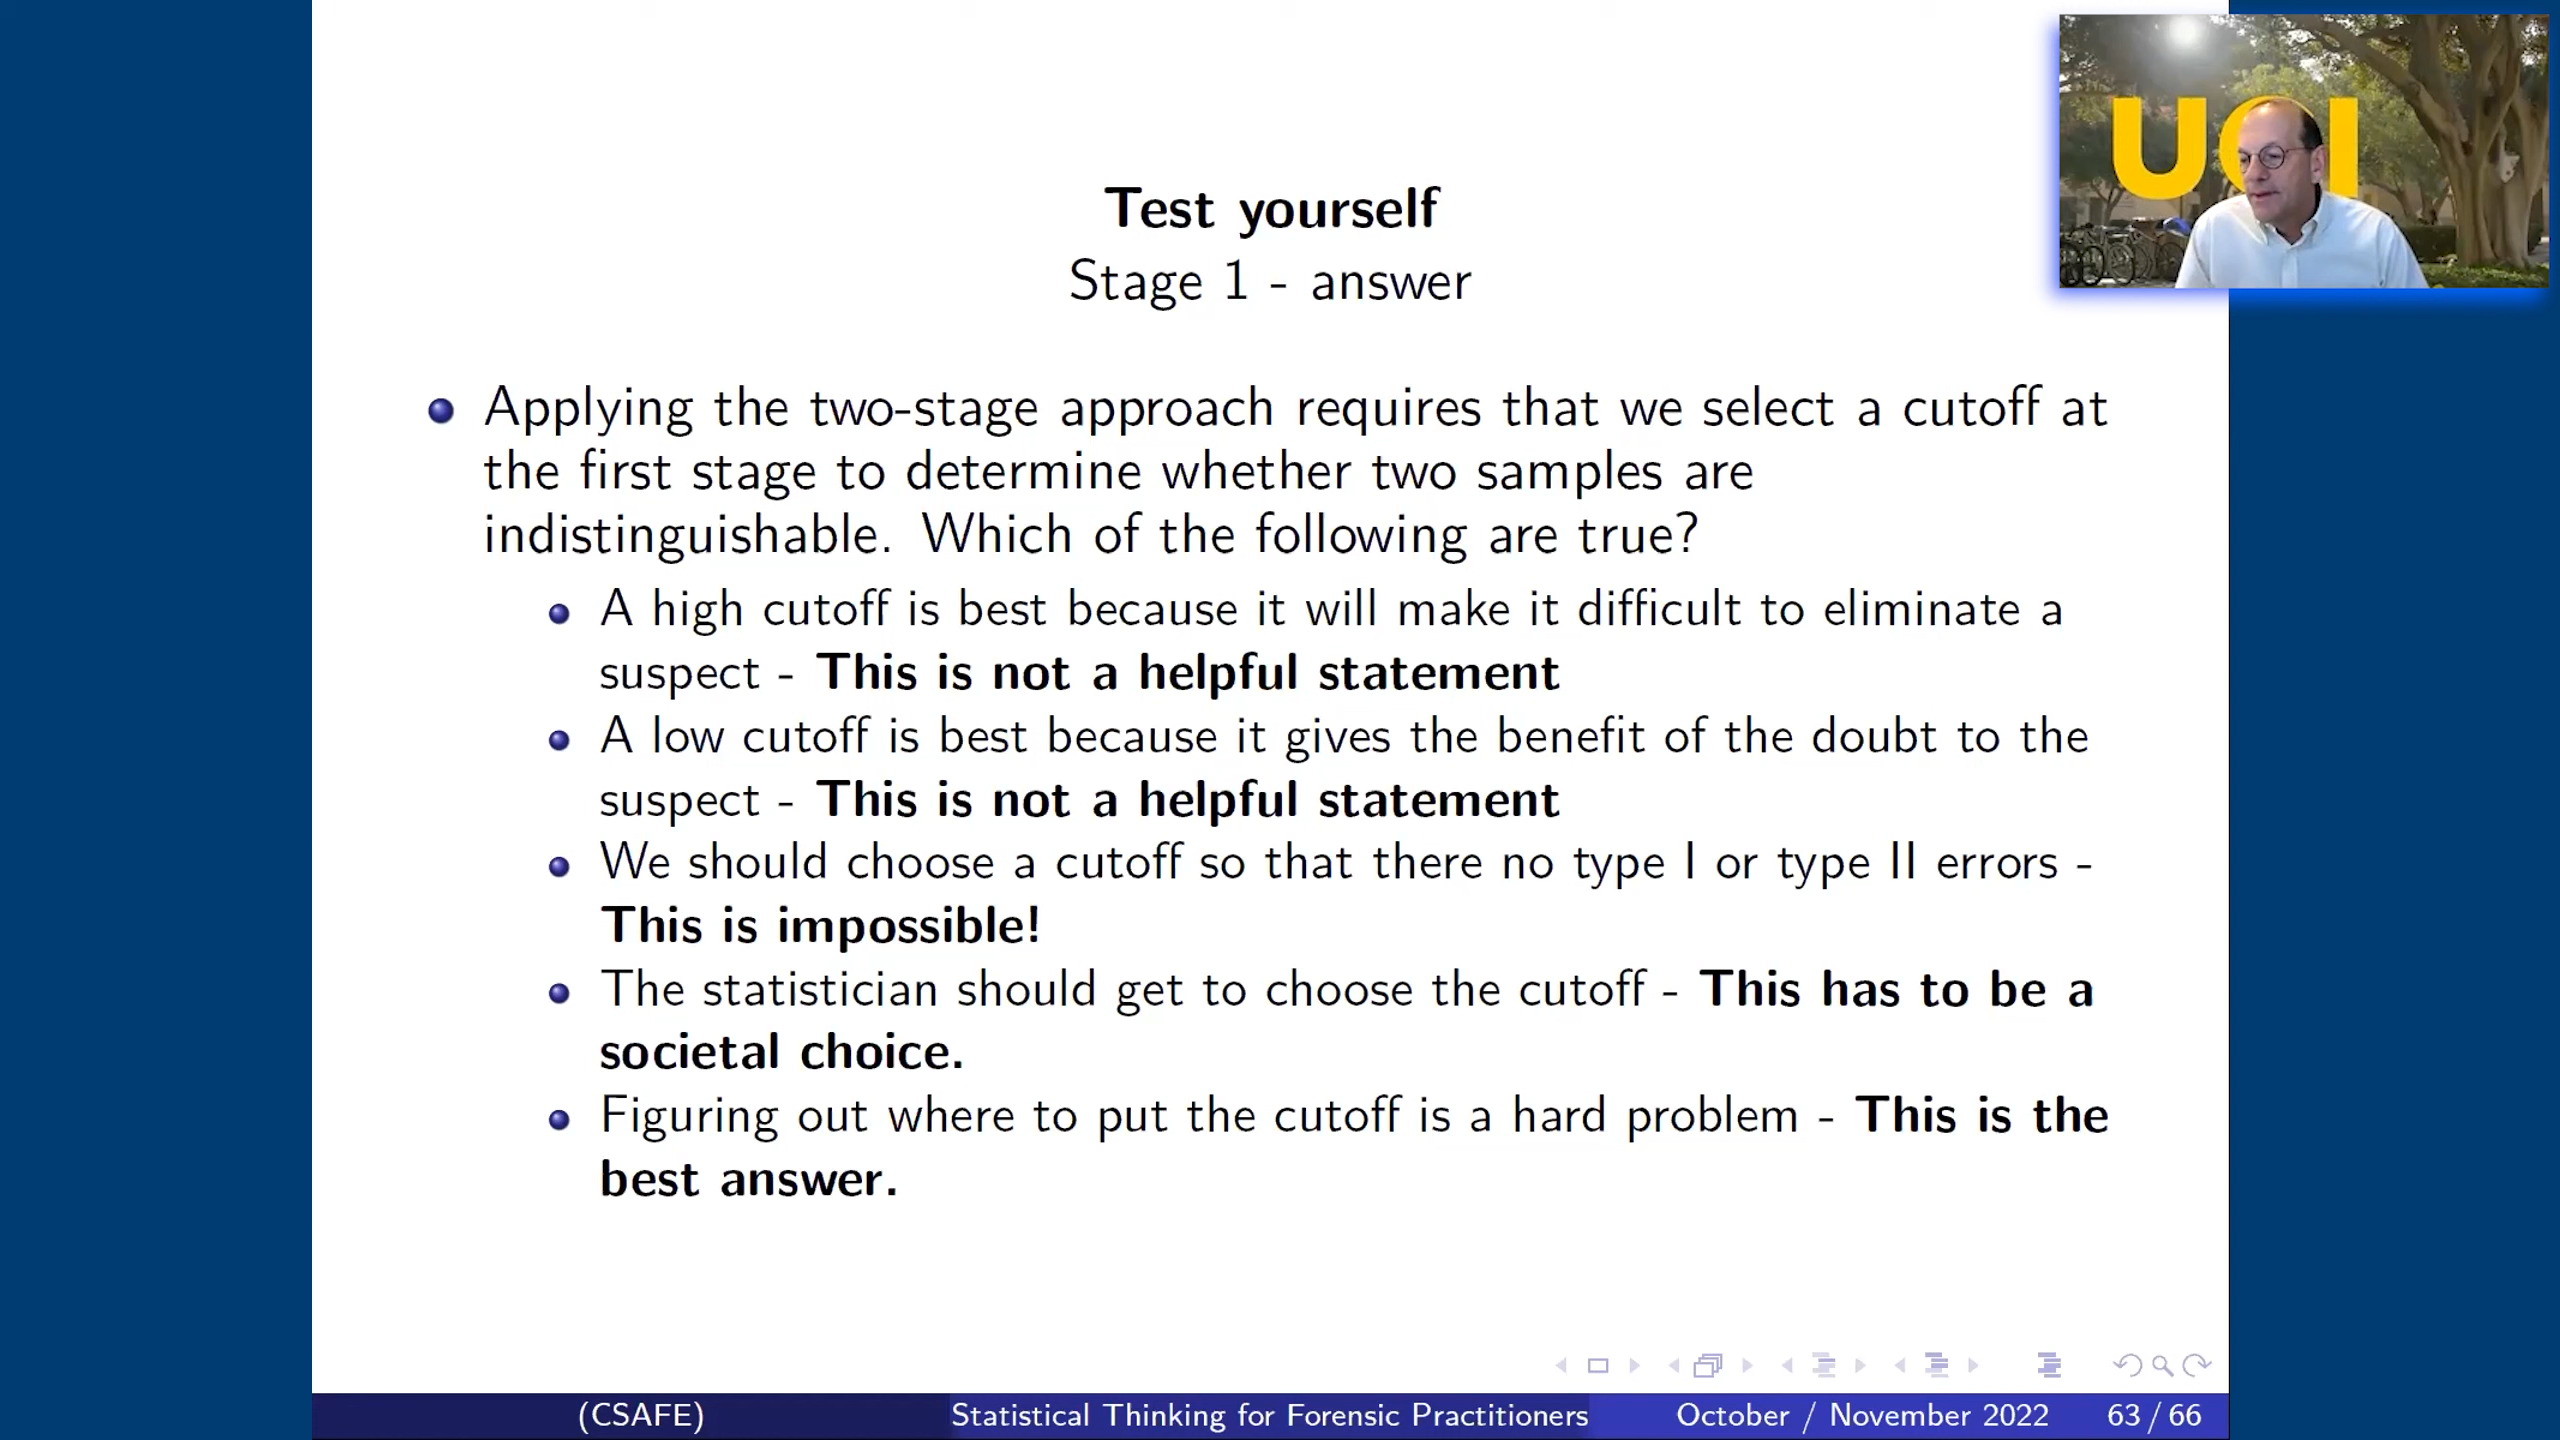 UCI
Test yourself
Stage 1 - answer
Applying the two-stage approach requires that we select a cutoff at
the first stage to determine whether two samples are
indistinguishable. Which of the following are true?
A high cutoff is best because it will make it difficult to eliminate a
suspect - This is not a helpful statement
A low cutoff is best because it gives the benefit of the doubt to the
suspect - This is not a helpful statement
We should choose a cutoff so that there no type I or type II errors -
This is impossible!
The statistician should get to choose the cutoff - This has to be a
societal choice.
Figuring out where to put the cutoff is a hard problem - This is the
best answer.
(CSAFE) Statistical Thinking for Forensic Practitioners October / November 2022 63 / 66